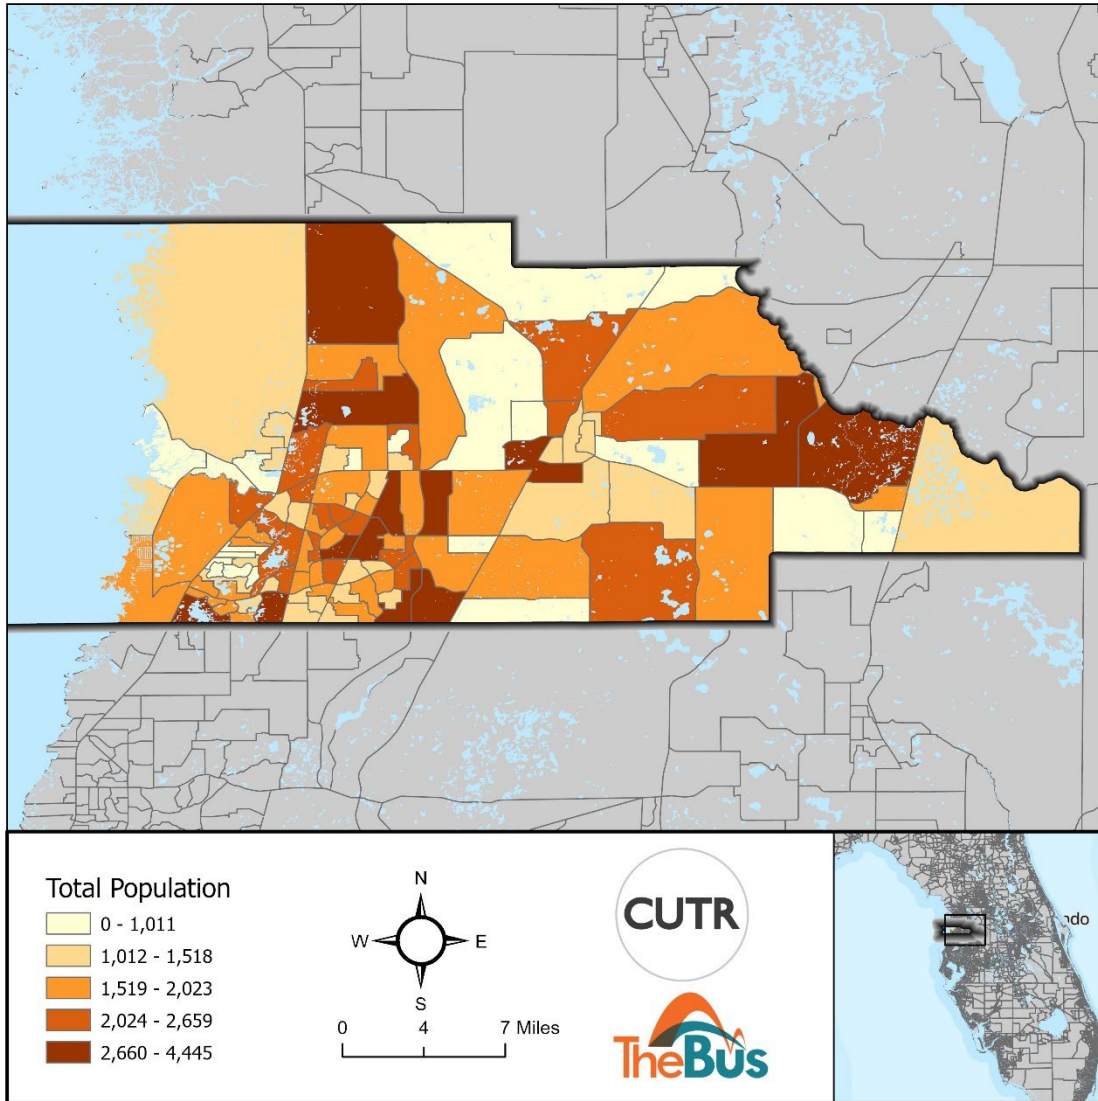 Total Population
0 - 1,011
1,012 - 1,518
1,519 - 2,023
2,024 - 2,659
2,660 - 4,445
N
W
E
S
0
4
7 Miles
CUTR
TheBus
ndo